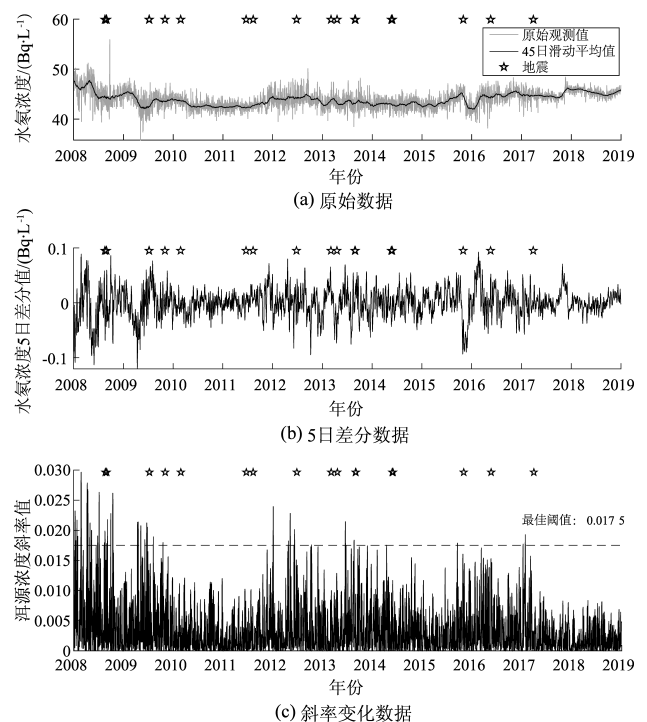 60
40
水氡浓度/(Bq·L⁻¹)
原始观测值
45日滑动平均值
地震
2008 2009 2010 2011 2012 2013 2014 2015 2016 2017 2018 2019
年份
(a) 原始数据
0.1
0
-0.1
水氡浓度5日差分值/(Bq·L⁻¹)
2008 2009 2010 2011 2012 2013 2014 2015 2016 2017 2018 2019
年份
(b) 5日差分数据
0.030
0.025
0.020
0.015
0.010
0.005
0
洱源浓度斜率值
最佳阈值: 0.017 5
2008 2009 2010 2011 2012 2013 2014 2015 2016 2017 2018 2019
年份
(c) 斜率变化数据